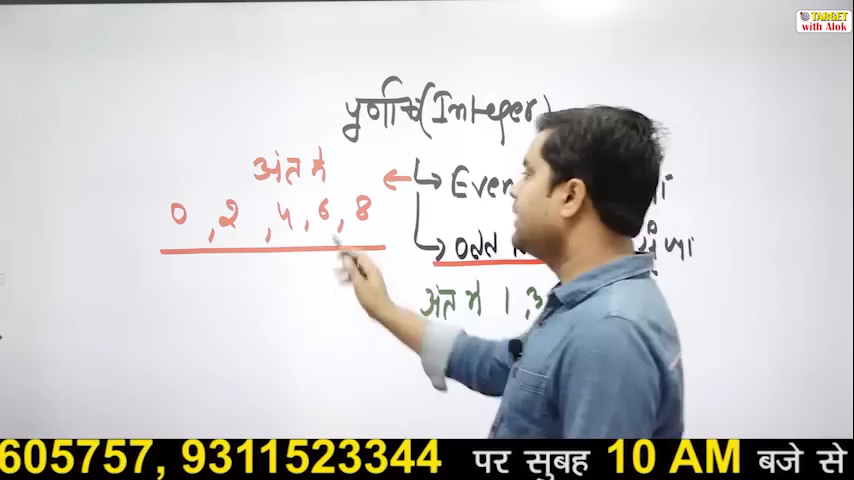 TARGET
with Alok
पूर्णांक (Integer)
अंत में
0, 2, 4, 6, 8
Even
अंत में 1, 3
605757, 9311523344 पर सुबह 10 AM बजे से